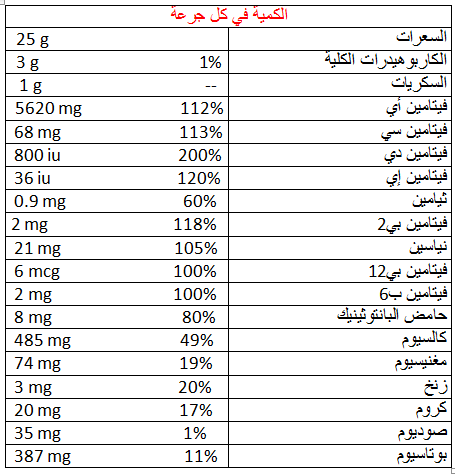 الكمية في كل جرعة
السعرات 25 g
الكاربوهيدرات الكلية 1% 3 g
السكريات -- 1 g
فيتامين أي 112% 5620 mg
فيتامين سي 113% 68 mg
فيتامين دي 200% 800 iu
فيتامين إي 120% 36 iu
ثيامين 60% 0.9 mg
فيتامين بي2 118% 2 mg
نياسين 105% 21 mg
فيتامين بي12 100% 6 mcg
فيتامين ب6 100% 2 mg
حامض البانتوثينيك 80% 8 mg
كالسيوم 49% 485 mg
مغنيسيوم 19% 74 mg
زنخ 20% 3 mg
كروم 17% 20 mg
صوديوم 1% 35 mg
بوتاسيوم 11% 387 mg